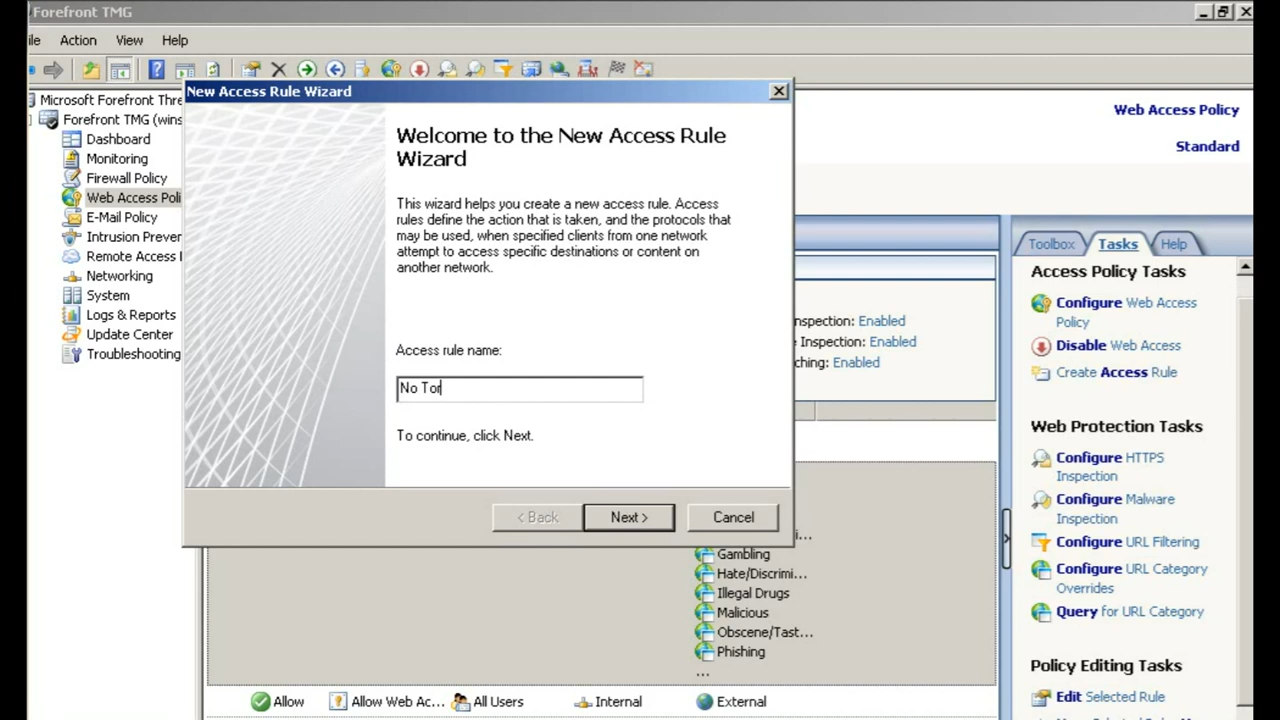 Forefront TMG
ile Action View Help
New Access Rule Wizard
Microsoft Forefront Thre
Forefront TMG (wins
Dashboard
Monitoring
Firewall Policy
Web Access Poli
E-Mail Policy
Intrusion Prever
Remote Access I
Networking
System
Logs & Reports
Update Center
Troubleshooting
Welcome to the New Access Rule
Wizard
This wizard helps you create a new access rule. Access
rules define the action that is taken, and the protocols that
may be used, when specified clients from one network
attempt to access specific destinations or content on
another network.
Access rule name:
No Tor
To continue, click Next.
< Back Next > Cancel
Web Access Policy
Standard
nspection: Enabled
e Inspection: Enabled
ching: Enabled
Toolbox Tasks Help
Access Policy Tasks
Configure Web Access
Policy
Disable Web Access
Create Access Rule
Web Protection Tasks
Configure HTTPS
Inspection
Configure Malware
Inspection
Configure URL Filtering
Configure URL Category
Overrides
Query for URL Category
Policy Editing Tasks
Edit Selected Rule
i...
Gambling
Hate/Discrimi...
Illegal Drugs
Malicious
Obscene/Tast...
Phishing
...
Allow Allow Web Ac... All Users Internal External